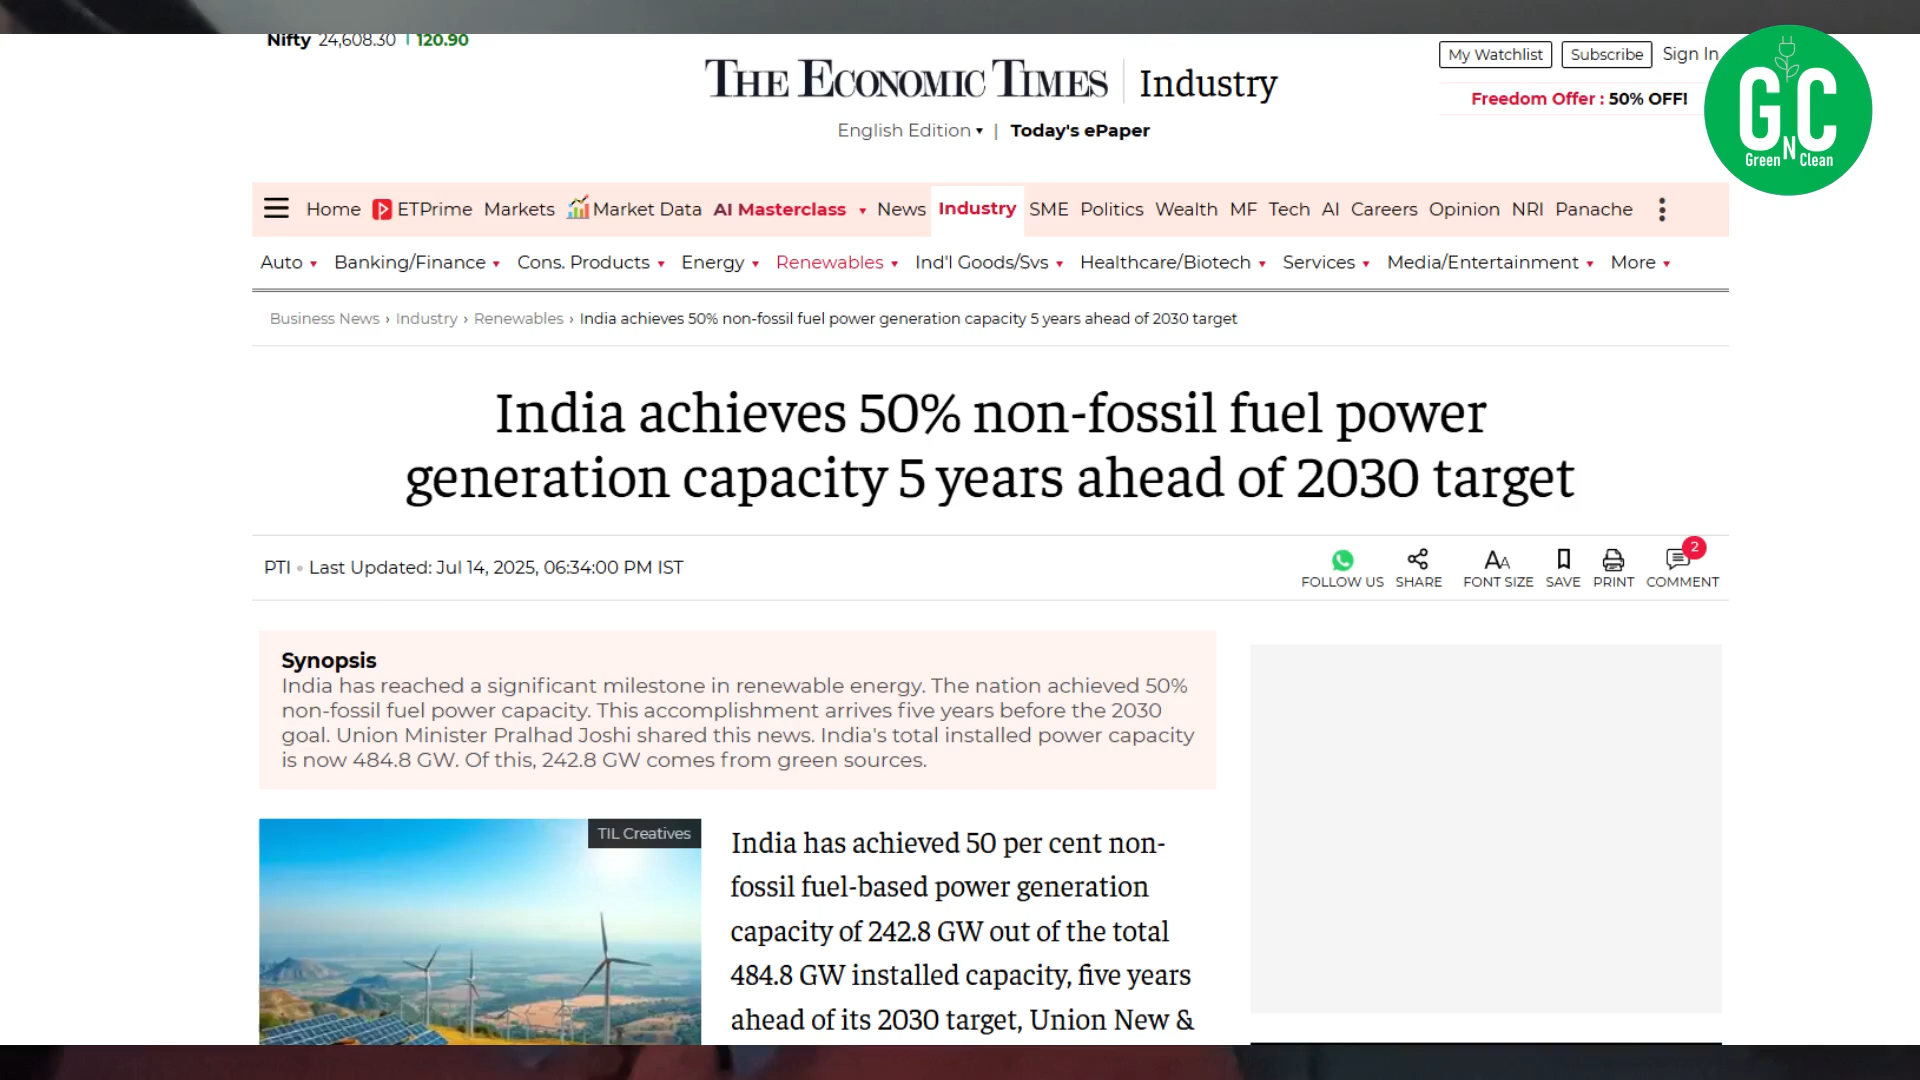 Nifty 24,608.30 120.90
THE ECONOMIC TIMES Industry
My Watchlist Subscribe Sign In
Freedom Offer : 50% OFF!
English Edition | Today's ePaper
GNC
Green Clean
Home ETPrime Markets Market Data AI Masterclass News Industry SME Politics Wealth MF Tech AI Careers Opinion NRI Panache
Auto Banking/Finance Cons. Products Energy Renewables Ind'l Goods/Svs Healthcare/Biotech Services Media/Entertainment More
Business News › Industry › Renewables › India achieves 50% non-fossil fuel power generation capacity 5 years ahead of 2030 target
India achieves 50% non-fossil fuel power
generation capacity 5 years ahead of 2030 target
PTI • Last Updated: Jul 14, 2025, 06:34:00 PM IST
2
FOLLOW US SHARE FONT SIZE SAVE PRINT COMMENT
Synopsis
India has reached a significant milestone in renewable energy. The nation achieved 50%
non-fossil fuel power capacity. This accomplishment arrives five years before the 2030
goal. Union Minister Pralhad Joshi shared this news. India's total installed power capacity
is now 484.8 GW. Of this, 242.8 GW comes from green sources.
TIL Creatives
India has achieved 50 per cent non-
fossil fuel-based power generation
capacity of 242.8 GW out of the total
484.8 GW installed capacity, five years
ahead of its 2030 target, Union New &